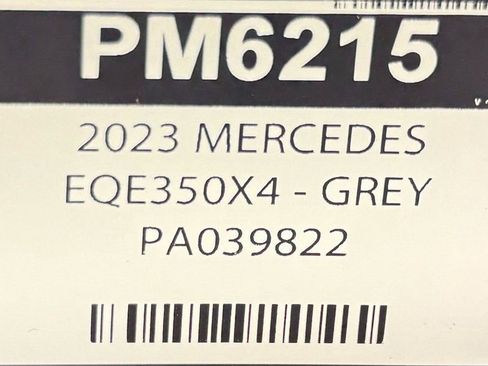 PM6215
2023 MERCEDES
EQE350X4 - GREY
PA039822